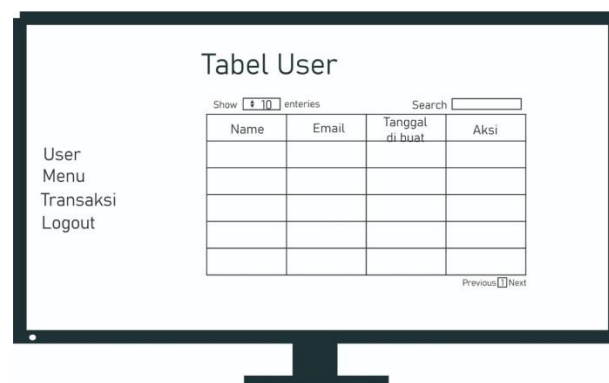 Tabel User
Show 10 enteries Search
Name Email Tanggal di buat Aksi
User
Menu
Transaksi
Logout
Previous 1 Next